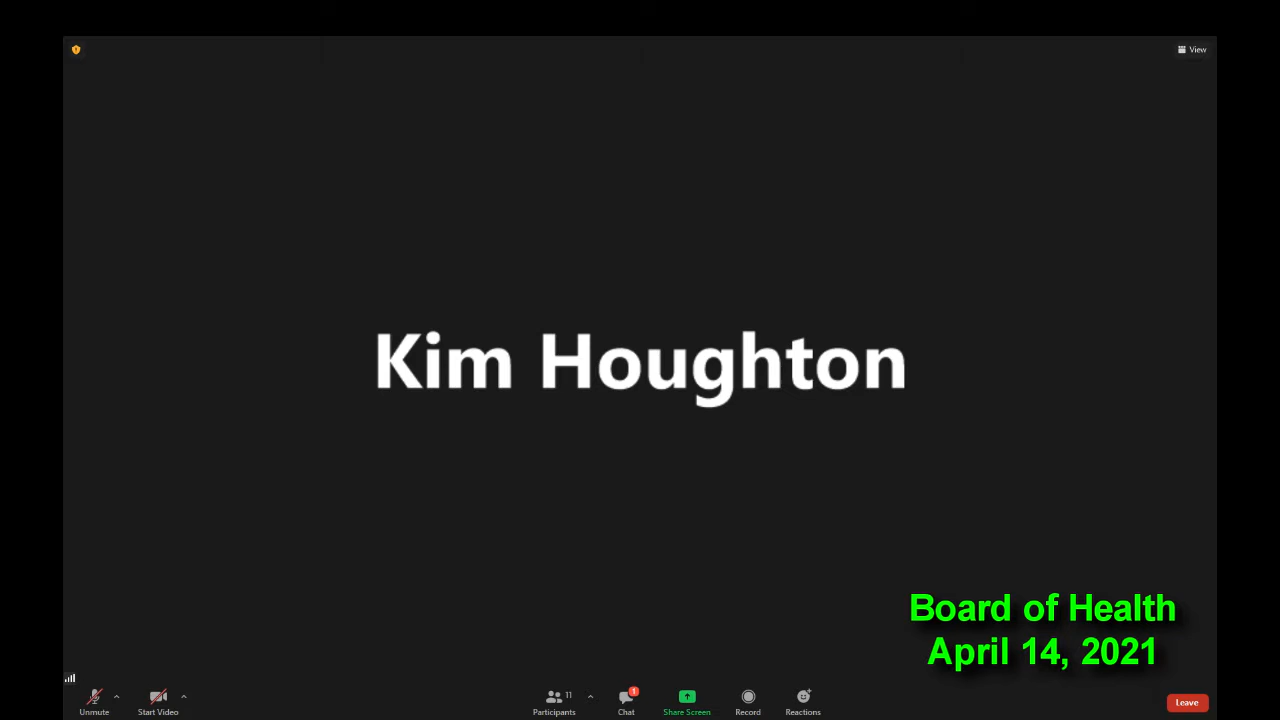 View
Kim Houghton
Board of Health
April 14, 2021
Unmute
Start Video
11
Participants
1
Chat
Share Screen
Record
Reactions
Leave